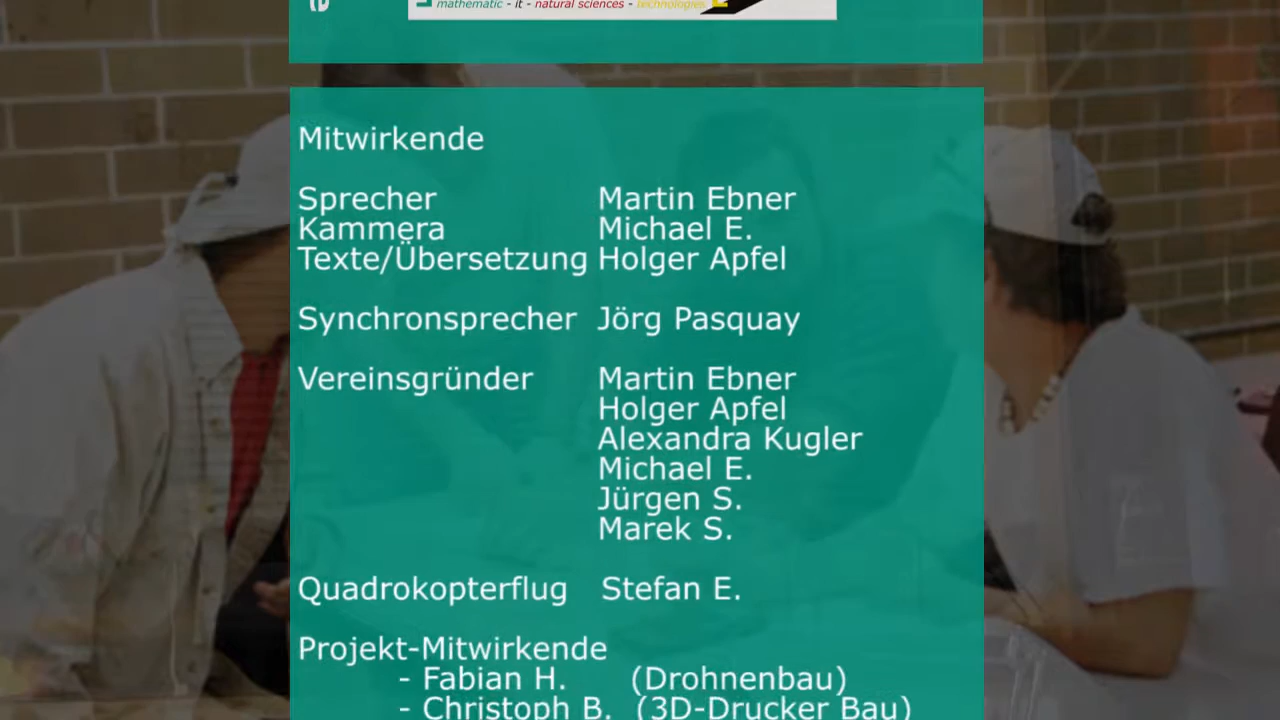 mathematic - it - natural sciences - technologies
Mitwirkende
Sprecher Martin Ebner
Kammera Michael E.
Texte/Übersetzung Holger Apfel
Synchronsprecher Jörg Pasquay
Vereinsgründer Martin Ebner
Holger Apfel
Alexandra Kugler
Michael E.
Jürgen S.
Marek S.
Quadrokopterflug Stefan E.
Projekt-Mitwirkende
- Fabian H. (Drohnenbau)
- Christoph B. (3D-Drucker Bau)